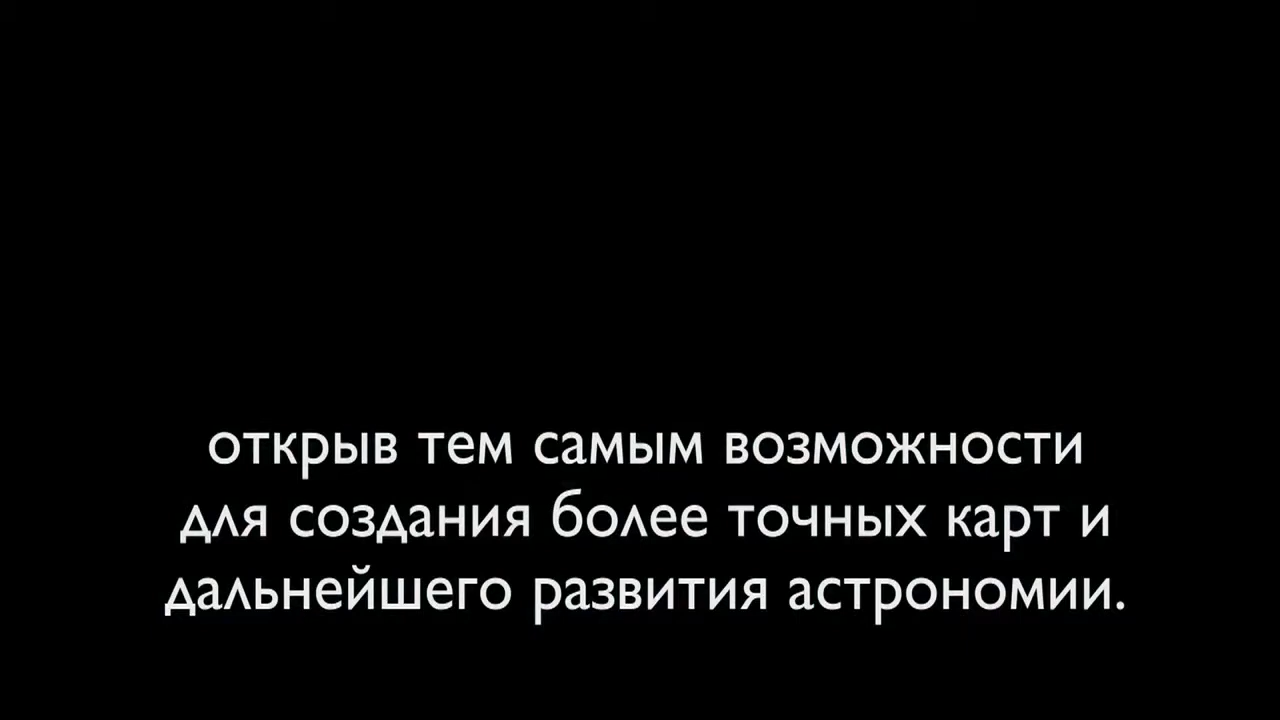 открыв тем самым возможности
для создания более точных карт и
дальнейшего развития астрономии.